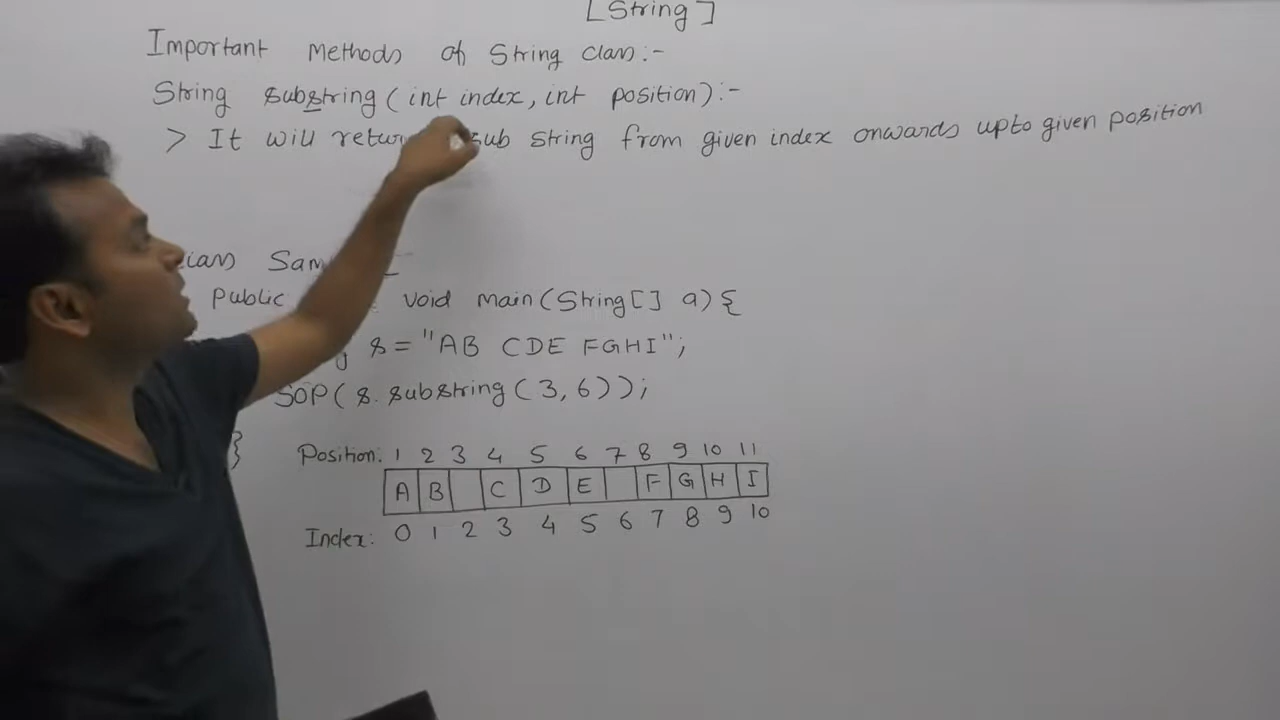 [String]
Important Methods of String class:-
String substring(int index, int position):-
> It will sub string from given index onwards upto given position
Public void main(String[] a){
s="AB CDE FGHI";
SOP(s.substring(3,6));
}
Position: 1 2 3 4 5 6 7 8 9 10 11
A B C D E F G H I
Index: 0 1 2 3 4 5 6 7 8 9 10